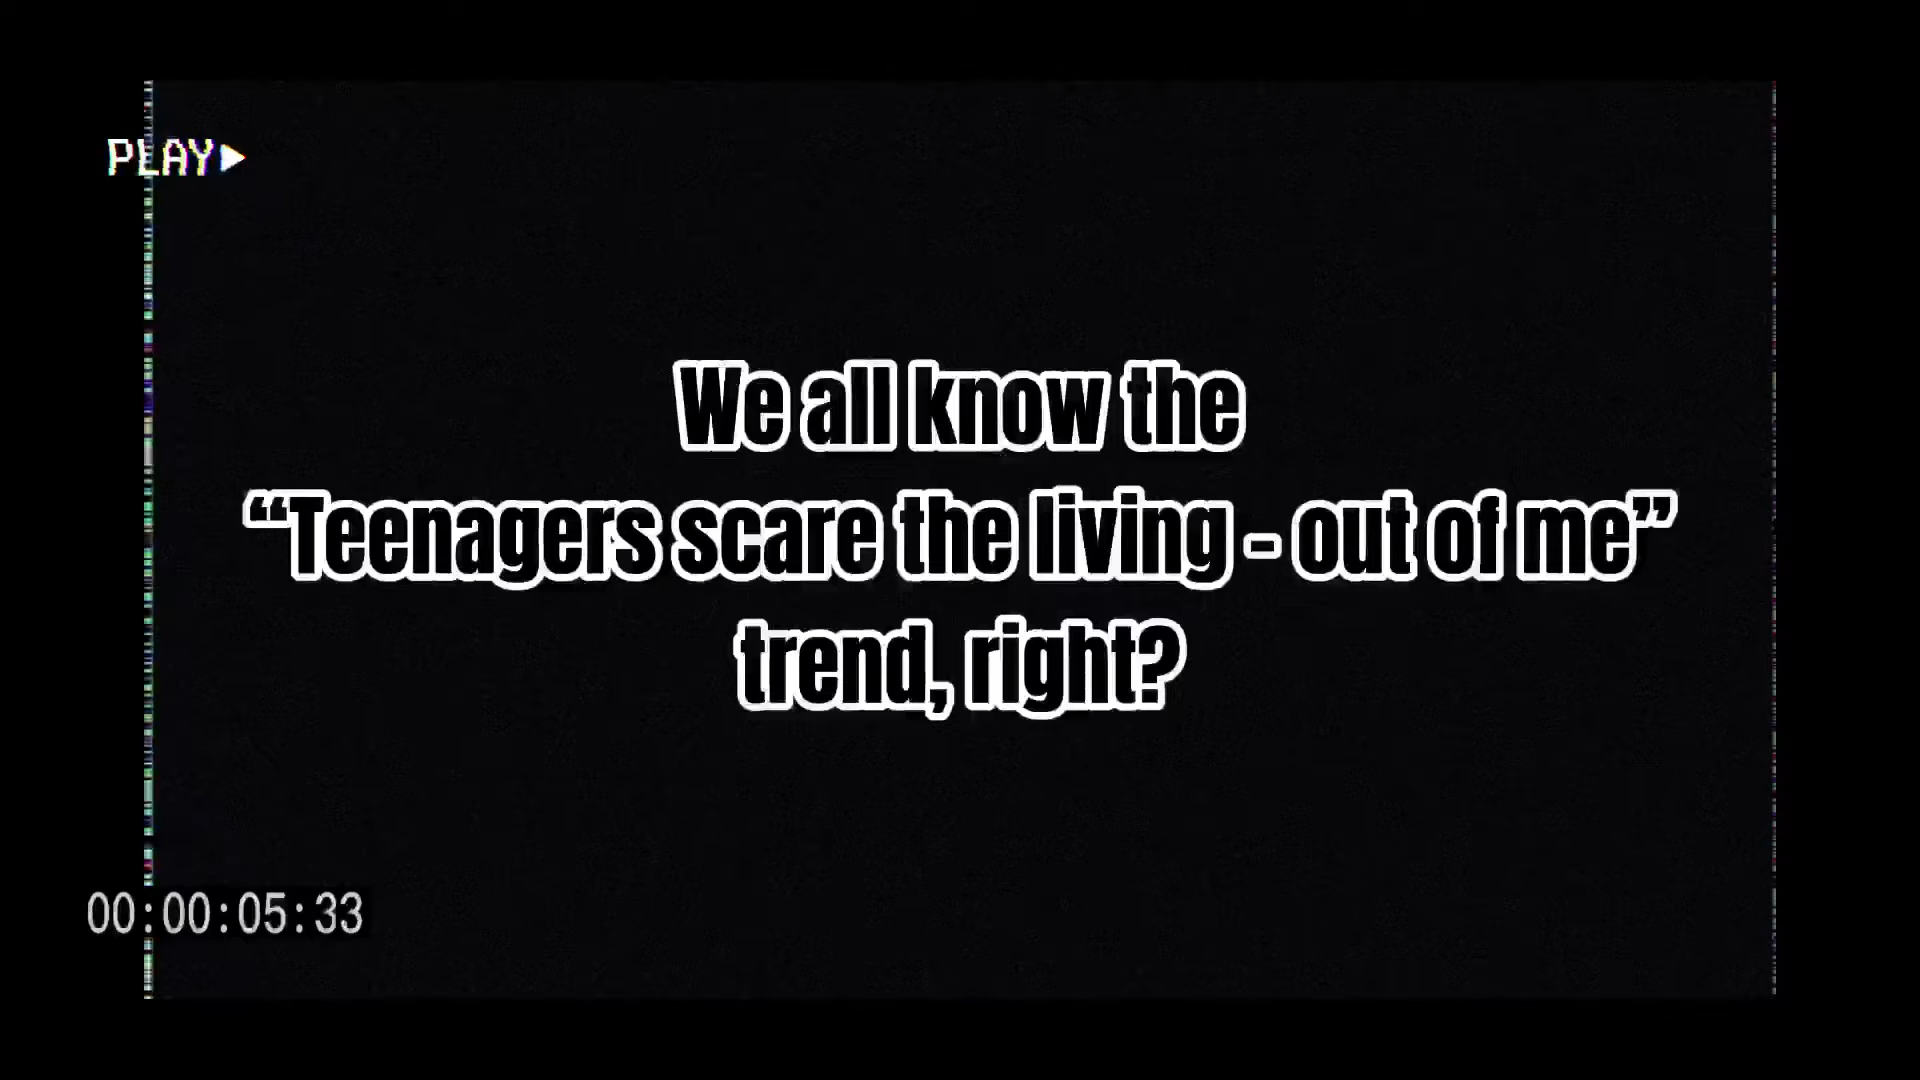 PLAY▶
We all know the
“Teenagers scare the living - out of me”
trend, right?
00:00:05:33